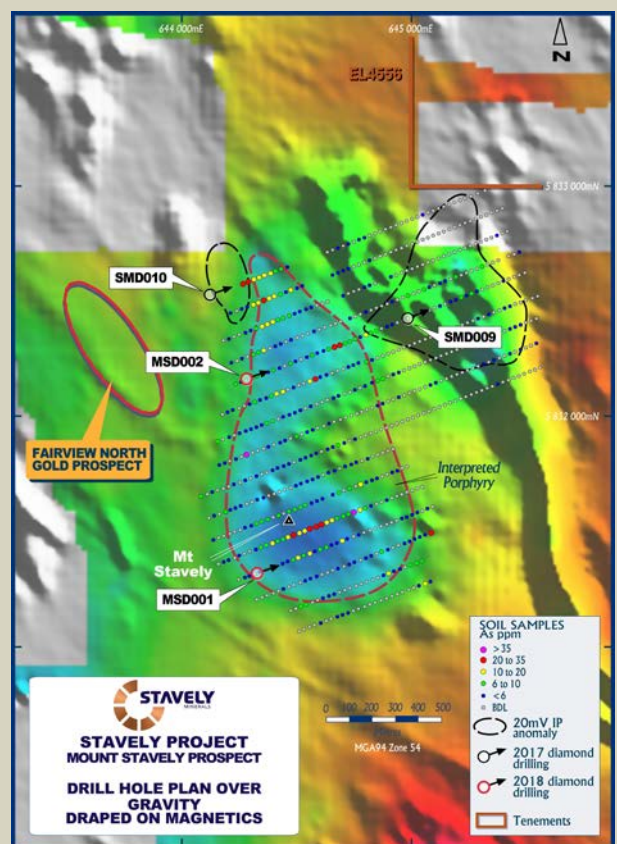 644 000mE
645 000mE
N
EL4556
5 833 000mN
SMD010
SMD009
MSD002
5 832 000mN
FAIRVIEW NORTH
GOLD PROSPECT
Interpreted
Porphyry
Mt
Stavely
MSD001
SOIL SAMPLES
As ppm
>35
20 to 35
10 to 20
6 to 10
<6
BDL
20mV IP
anomaly
2017 diamond
drilling
2018 diamond
drilling
Tenements
STAVELY
MINERALS
STAVELY PROJECT
MOUNT STAVELY PROSPECT
DRILL HOLE PLAN OVER
GRAVITY
DRAPED ON MAGNETICS
0 100 200 300 400 500
Metres
MGA94 Zone 54